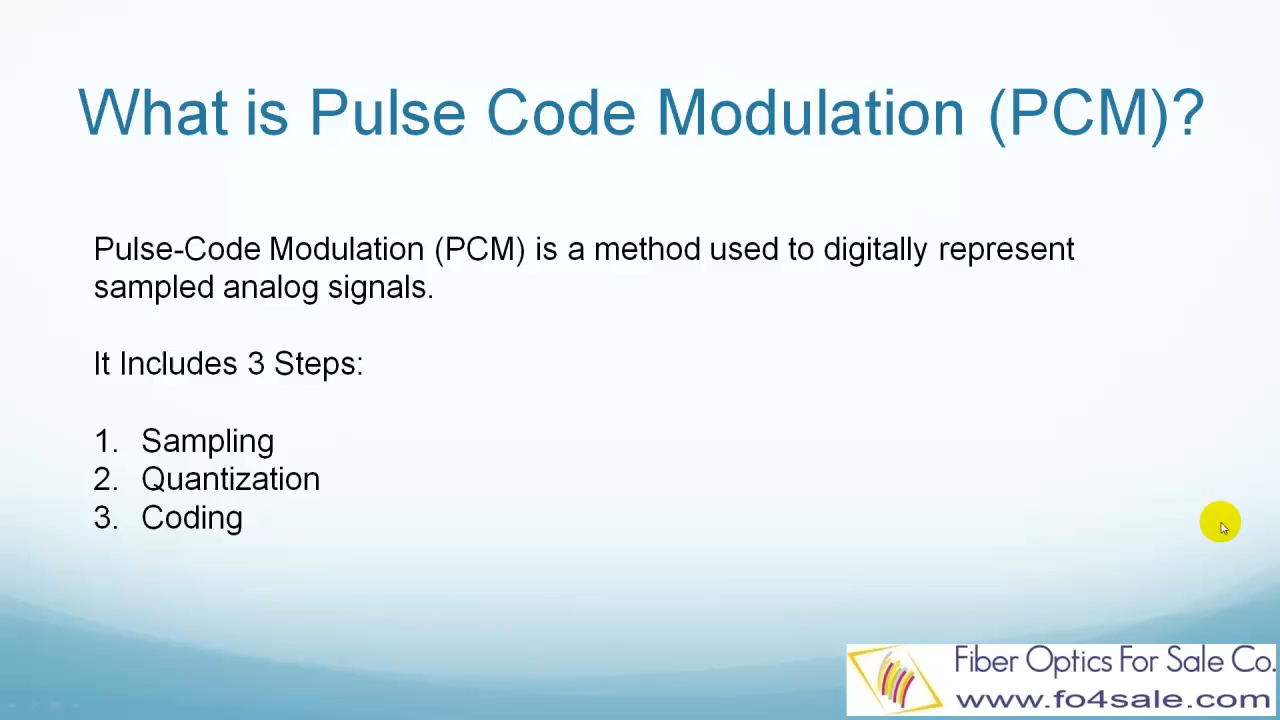 What is Pulse Code Modulation (PCM)?
Pulse-Code Modulation (PCM) is a method used to digitally represent
sampled analog signals.
It Includes 3 Steps:
1. Sampling
2. Quantization
3. Coding
Fiber Optics For Sale Co.
www.fo4sale.com